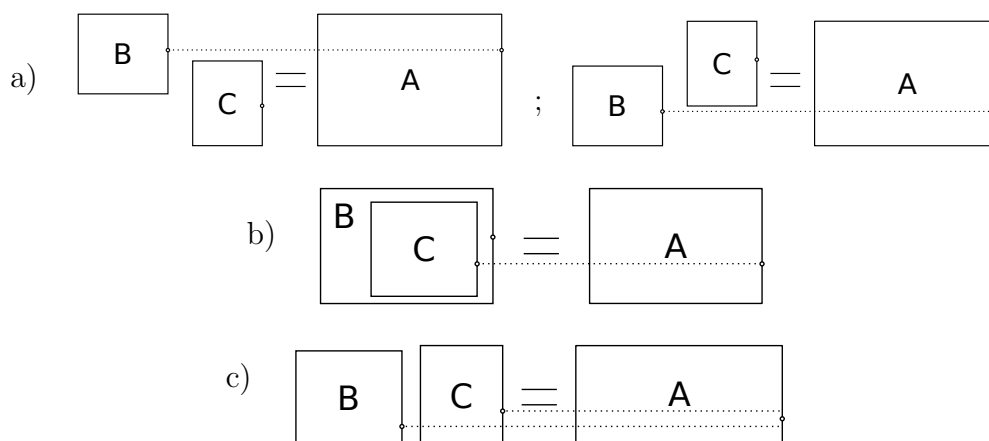 a) B C = A ; B C = A
b) B C = A
c) B C = A